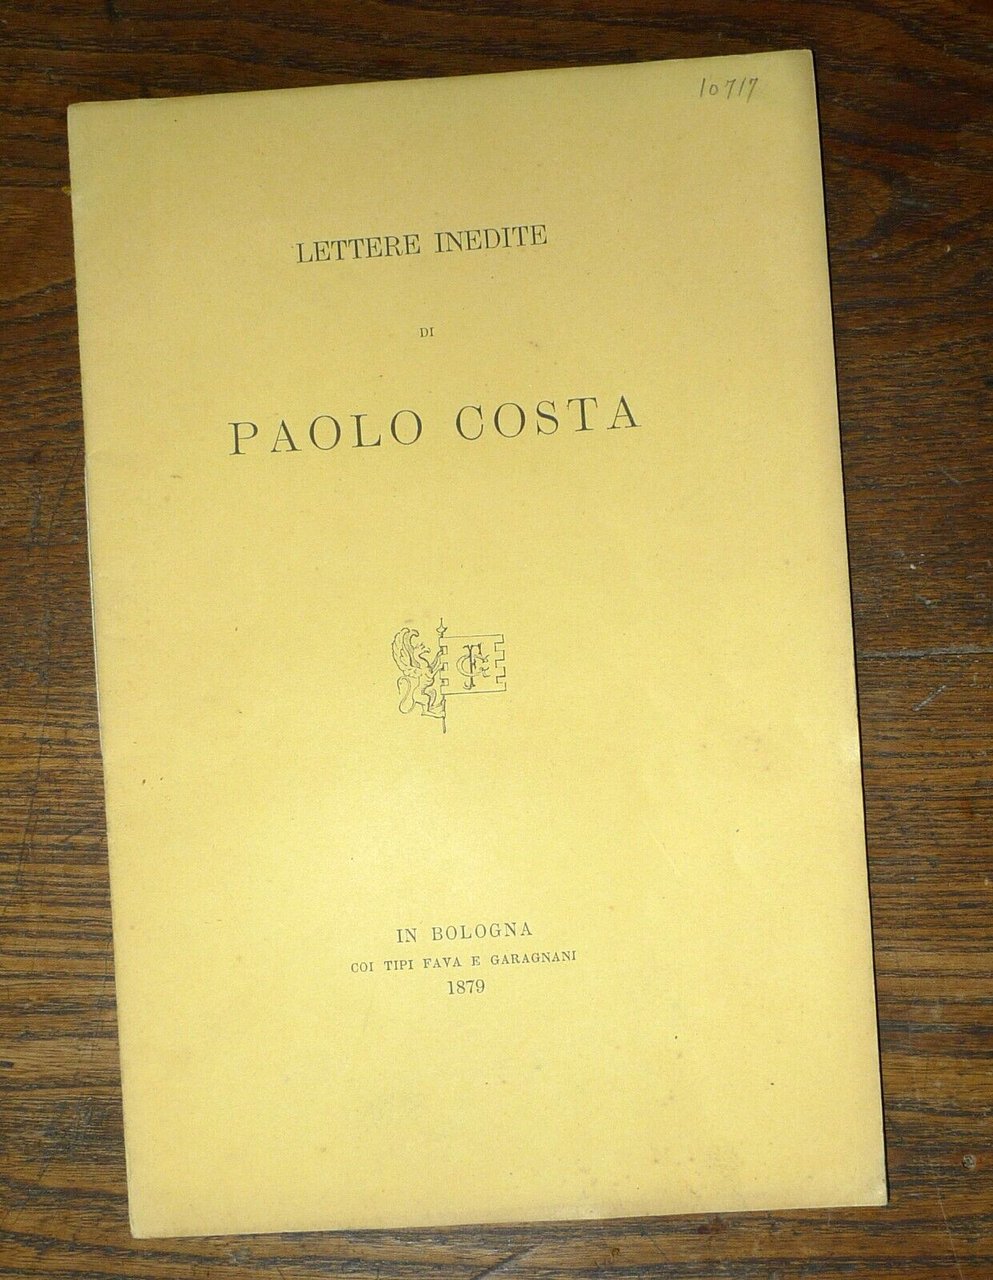 10717
LETTERE INEDITE
DI
PAOLO COSTA
IN BOLOGNA
COI TIPI FAVA E GARAGNANI
1879